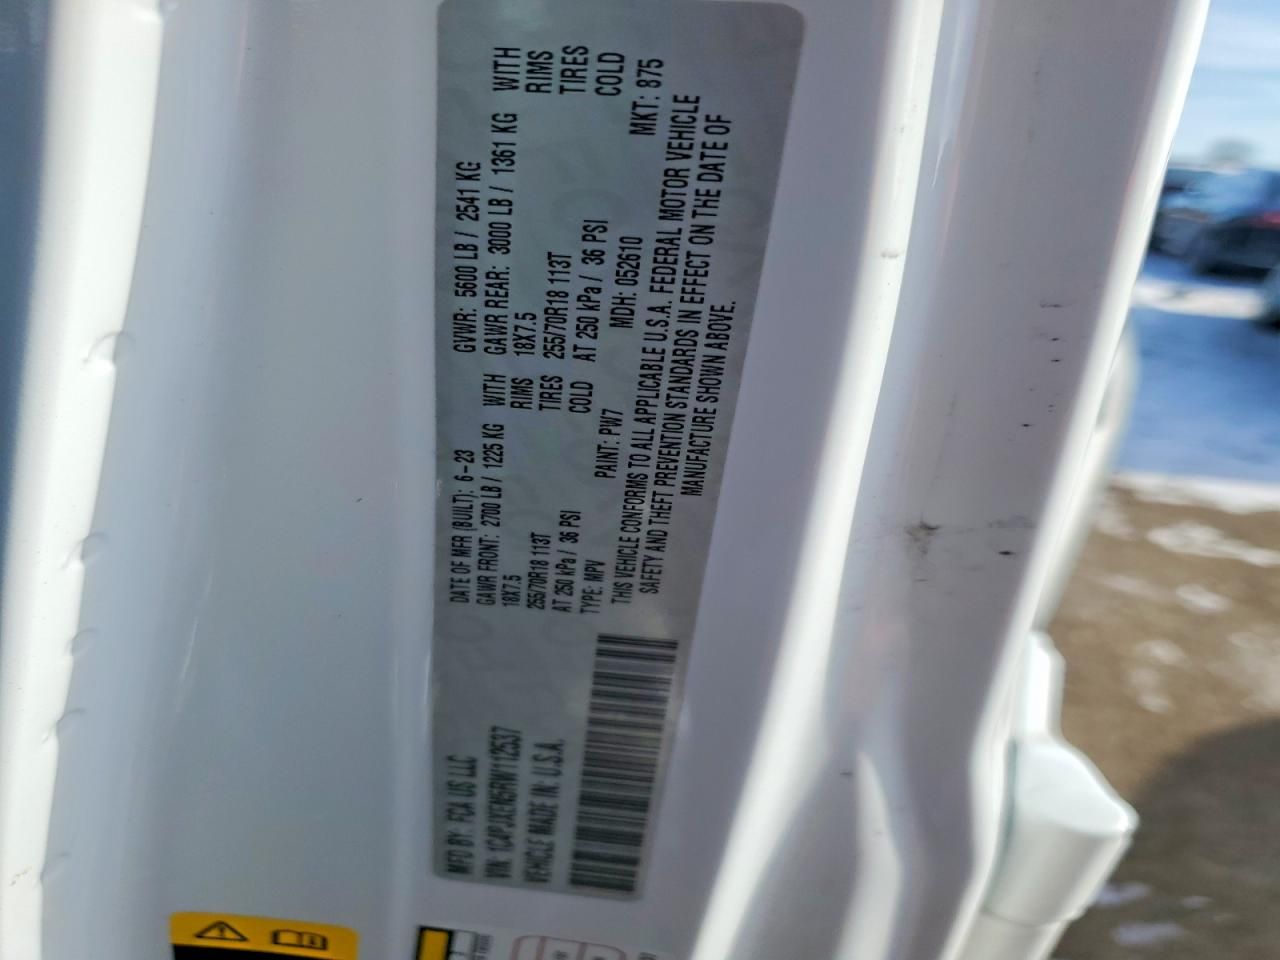 MFD BY: FCA US LLC
DATE OF MFR (BUILT): 6-23
GVWR: 5600 LB / 2541 KG
GAWR FRONT: 2700 LB / 1225 KG WITH
18X7.5 RIMS
255/70R18 113T TIRES
AT 250 kPa / 36 PSI COLD
GAWR REAR: 3000 LB / 1361 KG WITH
18X7.5 RIMS
255/70R18 113T TIRES
AT 250 kPa / 36 PSI COLD
VIN: 1C4PJXEN5RW112537
TYPE: MPV PAINT: PW7 MDH: 052610 MKT: 875
VEHICLE MADE IN: U.S.A.
THIS VEHICLE CONFORMS TO ALL APPLICABLE U.S.A. FEDERAL MOTOR VEHICLE
SAFETY AND THEFT PREVENTION STANDARDS IN EFFECT ON THE DATE OF
MANUFACTURE SHOWN ABOVE.